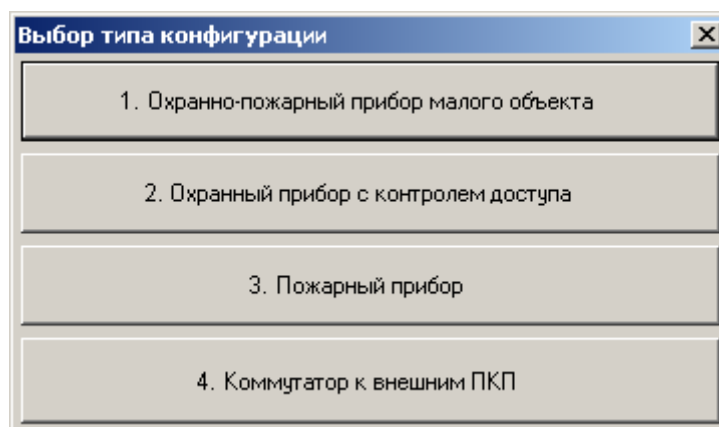 Выбор типа конфигурации
1. Охранно-пожарный прибор малого объекта
2. Охранный прибор с контролем доступа
3. Пожарный прибор
4. Коммутатор к внешним ПКП